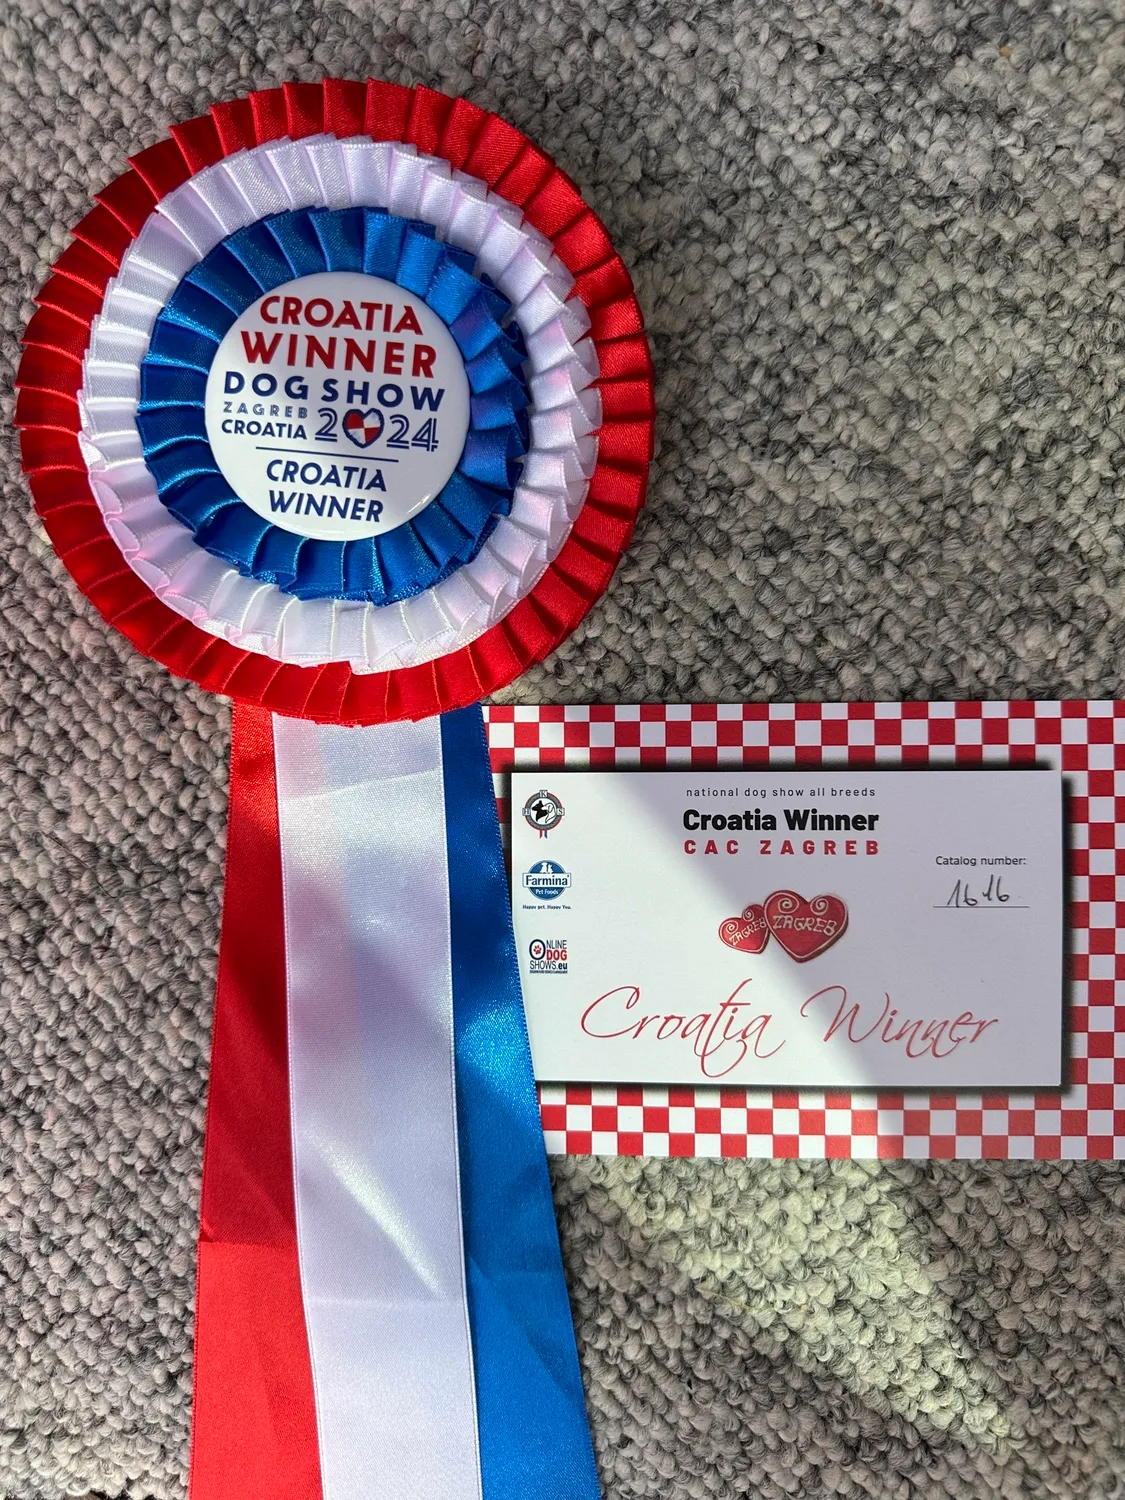 CROATIA
WINNER
DOG SHOW
ZAGREB
CROATIA 2024
CROATIA
WINNER
national dog show all breeds
Croatia Winner
CAC ZAGREB
Catalog number:
1616
H K S
Farmina
Pet Foods
Happy pet. Happy You.
ONLINE
DOG
SHOWS.eu
ZAGREB
ZAGREB
Croatia Winner